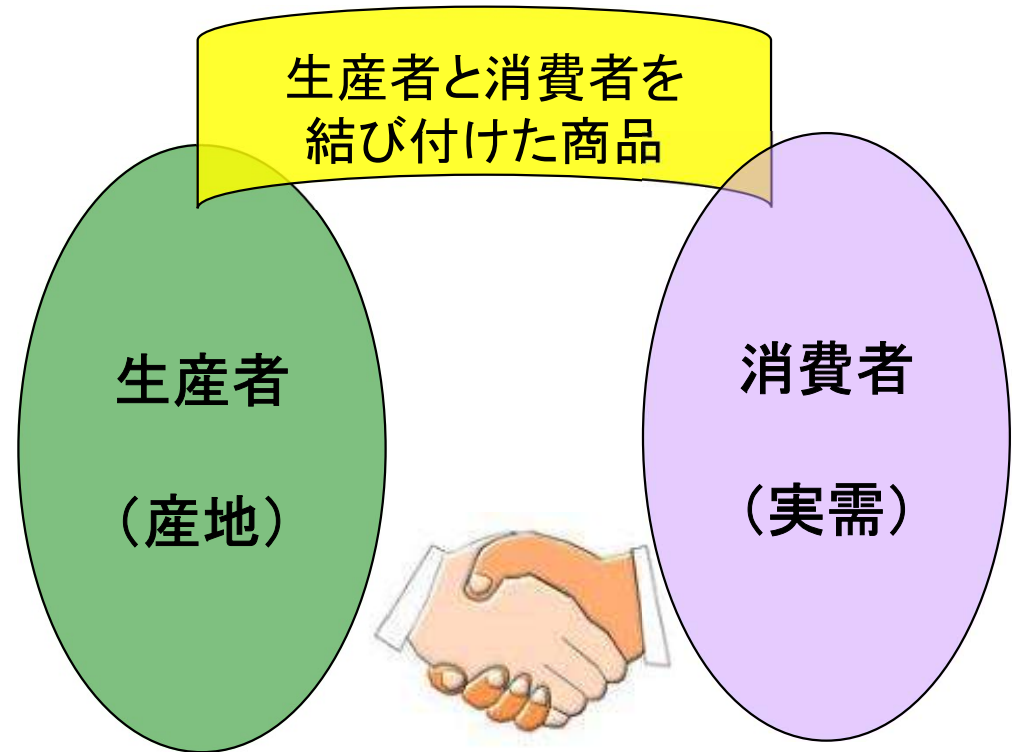 生産者と消費者を
結び付けた商品
生産者
（産地）
消費者
（実需）